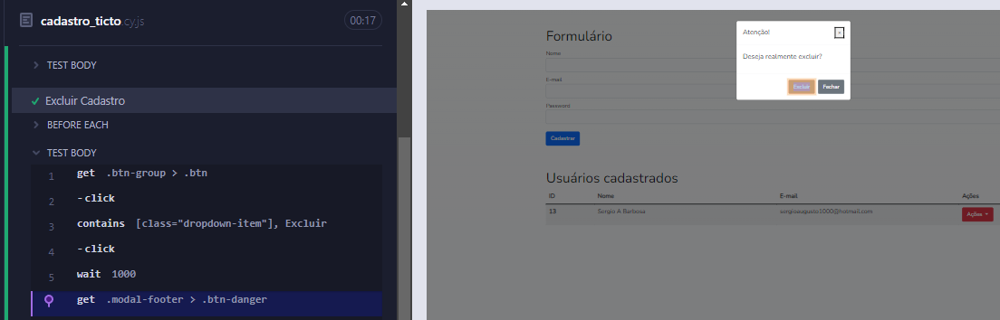 cadastro_ticto cy.js
00:17
TEST BODY
Excluir Cadastro
BEFORE EACH
TEST BODY
1 get .btn-group > .btn
2 -click
3 contains [class="dropdown-item"], Excluir
4 -click
5 wait 1000
get .modal-footer > .btn-danger
Formulário
Nome
E-mail
Password
Cadastrar
Atenção!
×
Deseja realmente excluir?
Excluir Fechar
Usuários cadastrados
ID Nome E-mail Ações
13 Sergio A Barbosa sergioaugusto1000@hotmail.com Ações